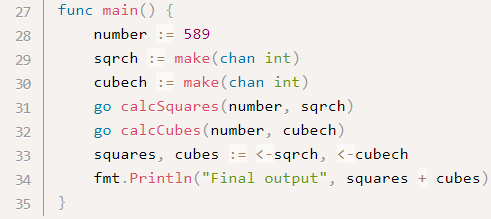 27 func main() {
28     number := 589
29     sqrch := make(chan int)
30     cubech := make(chan int)
31     go calcSquares(number, sqrch)
32     go calcCubes(number, cubech)
33     squares, cubes := <-sqrch, <-cubech
34     fmt.Println("Final output", squares + cubes)
35 }